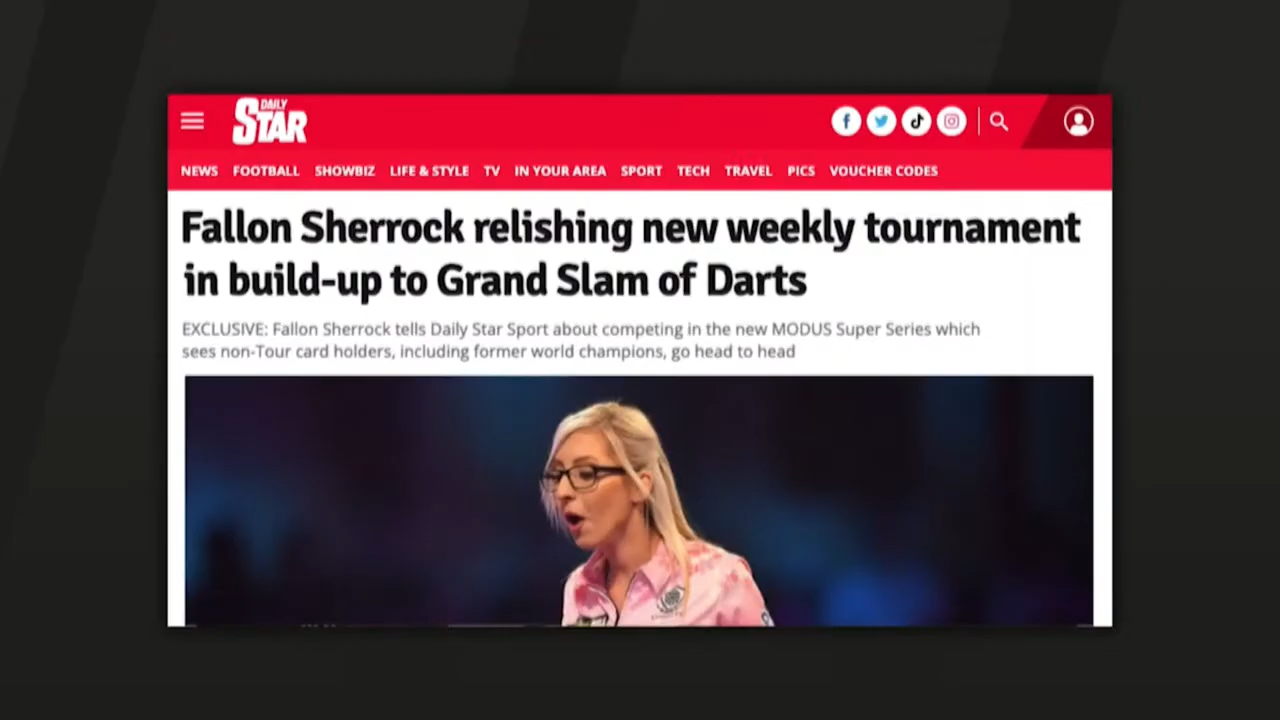 DAILY
STAR
NEWS FOOTBALL SHOWBIZ LIFE & STYLE TV IN YOUR AREA SPORT TECH TRAVEL PICS VOUCHER CODES
Fallon Sherrock relishing new weekly tournament
in build-up to Grand Slam of Darts
EXCLUSIVE: Fallon Sherrock tells Daily Star Sport about competing in the new MODUS Super Series which
sees non-Tour card holders, including former world champions, go head to head